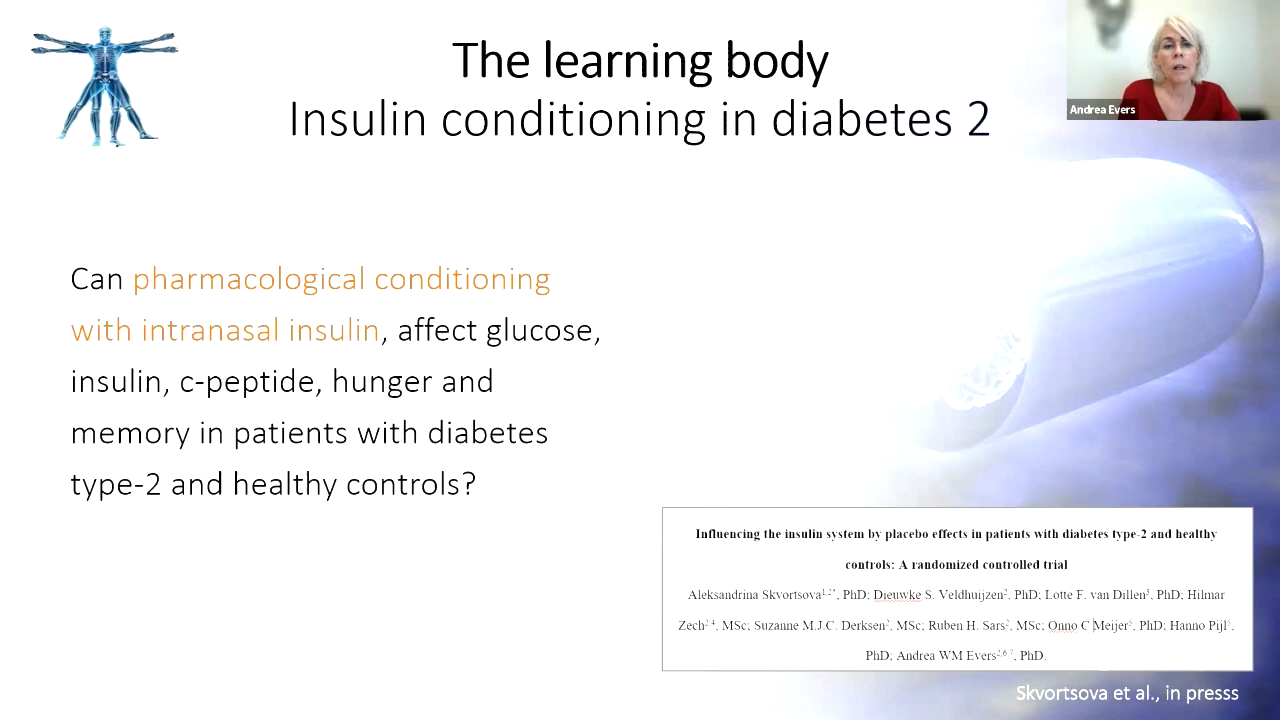 The learning body
Insulin conditioning in diabetes 2
Andrea Evers
Can pharmacological conditioning
with intranasal insulin, affect glucose,
insulin, c-peptide, hunger and
memory in patients with diabetes
type-2 and healthy controls?
Influencing the insulin system by placebo effects in patients with diabetes type-2 and healthy
controls: A randomized controlled trial
Aleksandrina Skvortsova1,2*, PhD; Dieuwke S. Veldhuijzen2, PhD; Lotte F. van Dillen3, PhD; Hilmar
Zech2 4, MSc; Suzanne M.J.C. Derksen2, MSc; Ruben H. Sars2, MSc; Onno C Meijer5, PhD; Hanno Pijl5,
PhD; Andrea WM Evers2,6 7, PhD.
Skvortsova et al., in presss